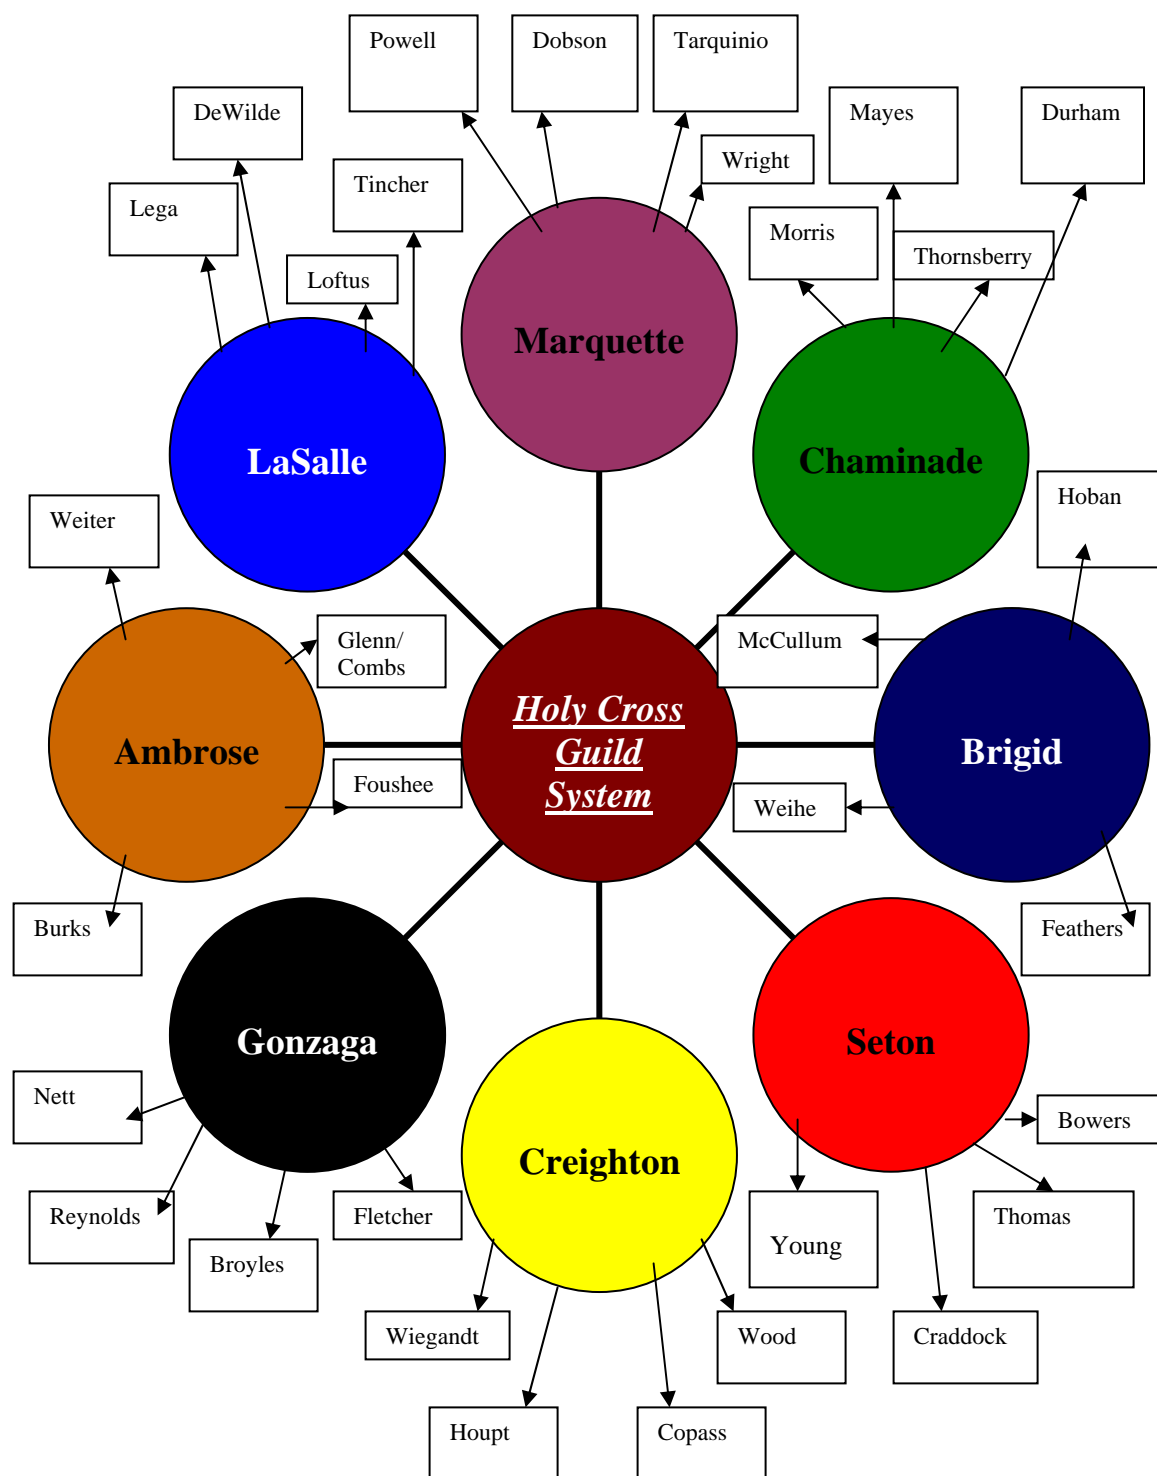 Powell
Dobson
Tarquinio
DeWilde
Mayes
Durham
Wright
Tincher
Lega
Morris
Thornsberry
Loftus
Marquette
LaSalle
Chaminade
Hoban
Weiter
Glenn/
Combs
McCullum
Holy Cross
Guild
System
Ambrose
Brigid
Foushee
Weihe
Burks
Feathers
Gonzaga
Seton
Nett
Bowers
Creighton
Reynolds
Fletcher
Thomas
Young
Broyles
Wiegandt
Wood
Craddock
Houpt
Copass